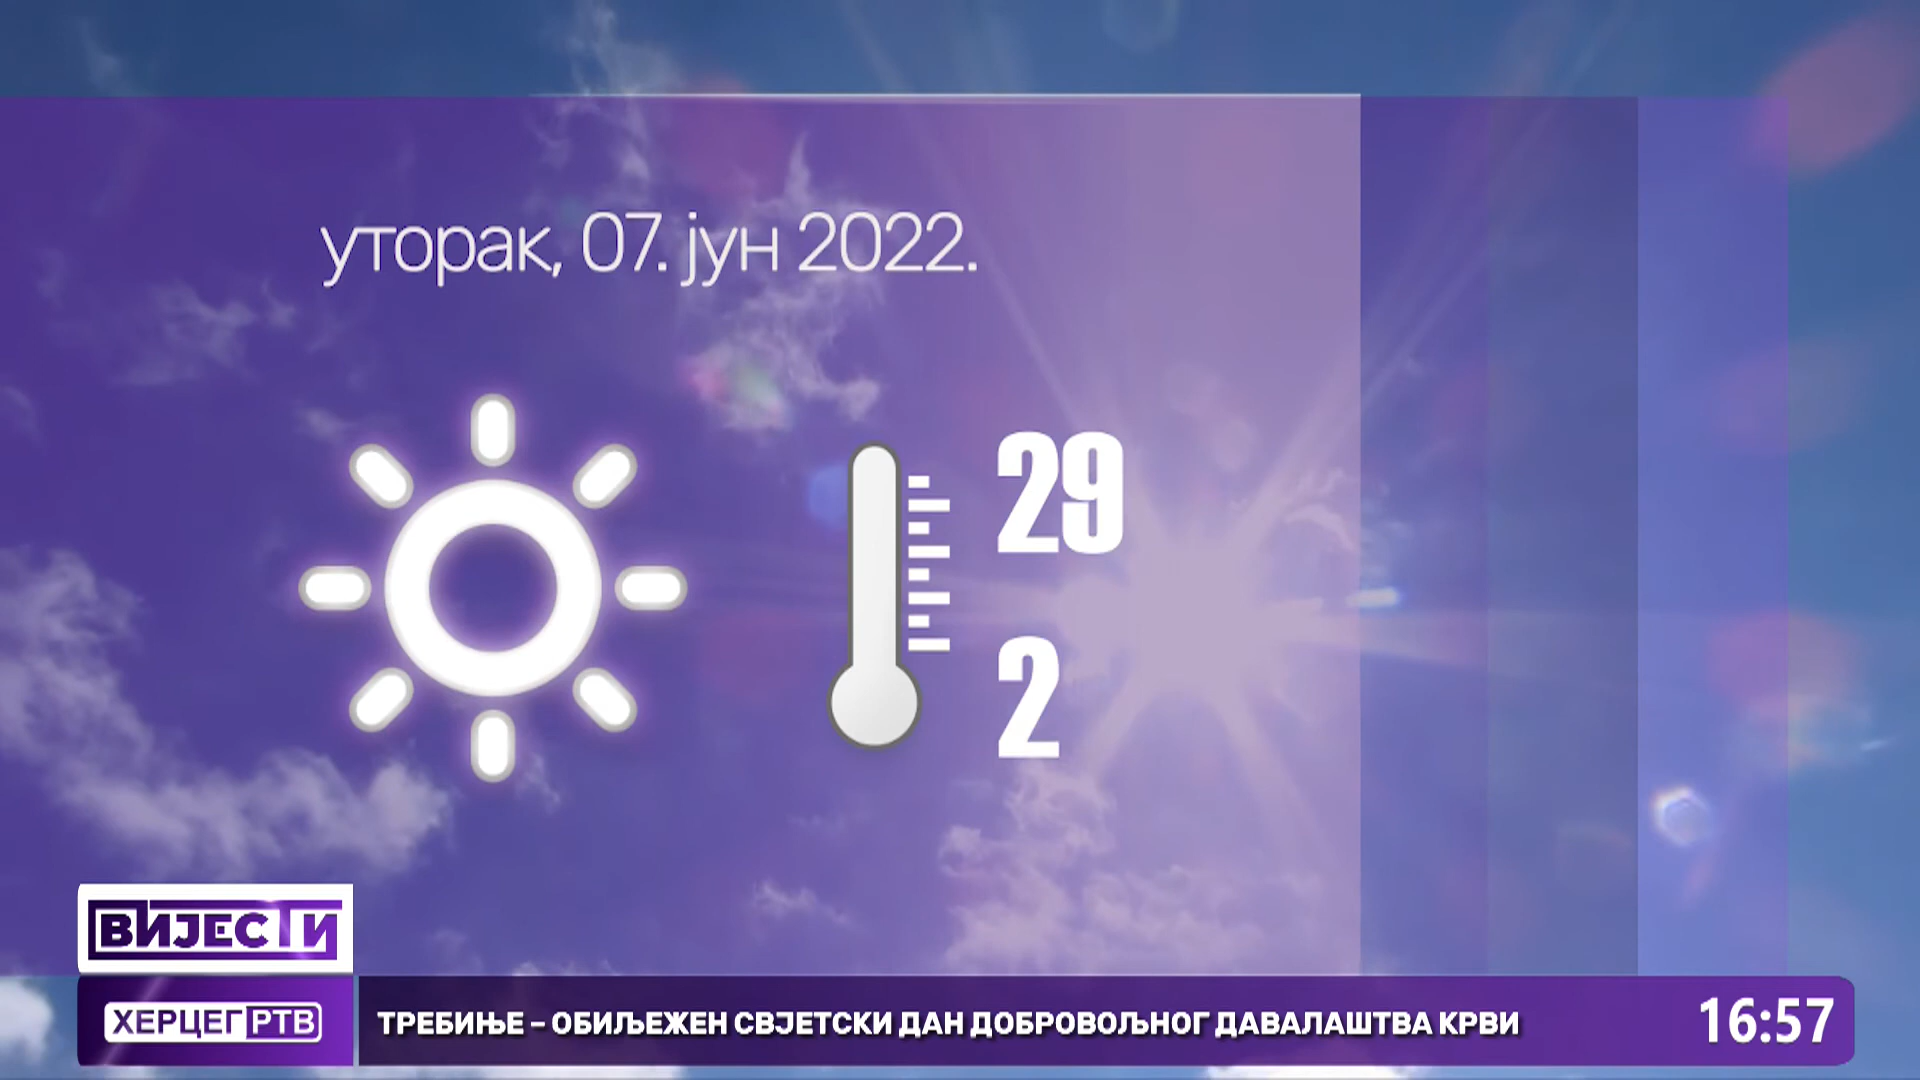 уторак, 07. јун 2022.
29
2
ВИЈЕСТИ
ХЕРЦЕГ РТВ
ТРЕБИЊЕ – ОБИЉЕЖЕН СВЈЕТСКИ ДАН ДОБРОВОЉНОГ ДАВАЛАШТВА КРВИ
16:57